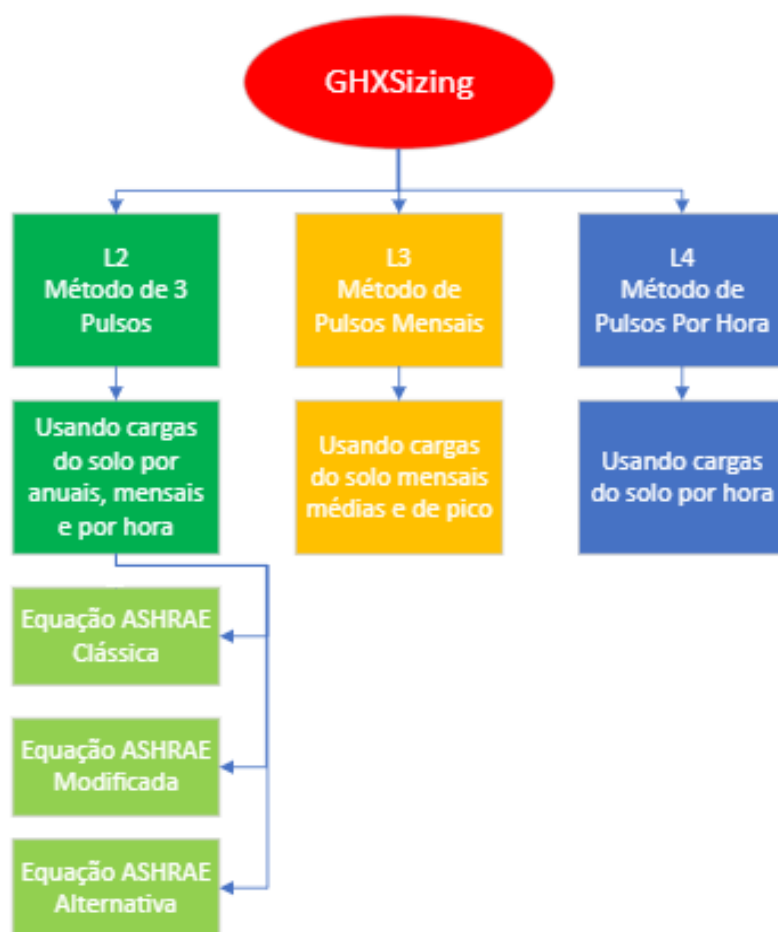 GHXSizing
L2
Método de 3
Pulsos
L3
Método de
Pulsos Mensais
L4
Método de
Pulsos Por Hora
Usando cargas
do solo por
anuais, mensais
e por hora
Usando cargas
do solo mensais
médias e de pico
Usando cargas
do solo por hora
Equação ASHRAE
Clássica
Equação ASHRAE
Modificada
Equação ASHRAE
Alternativa